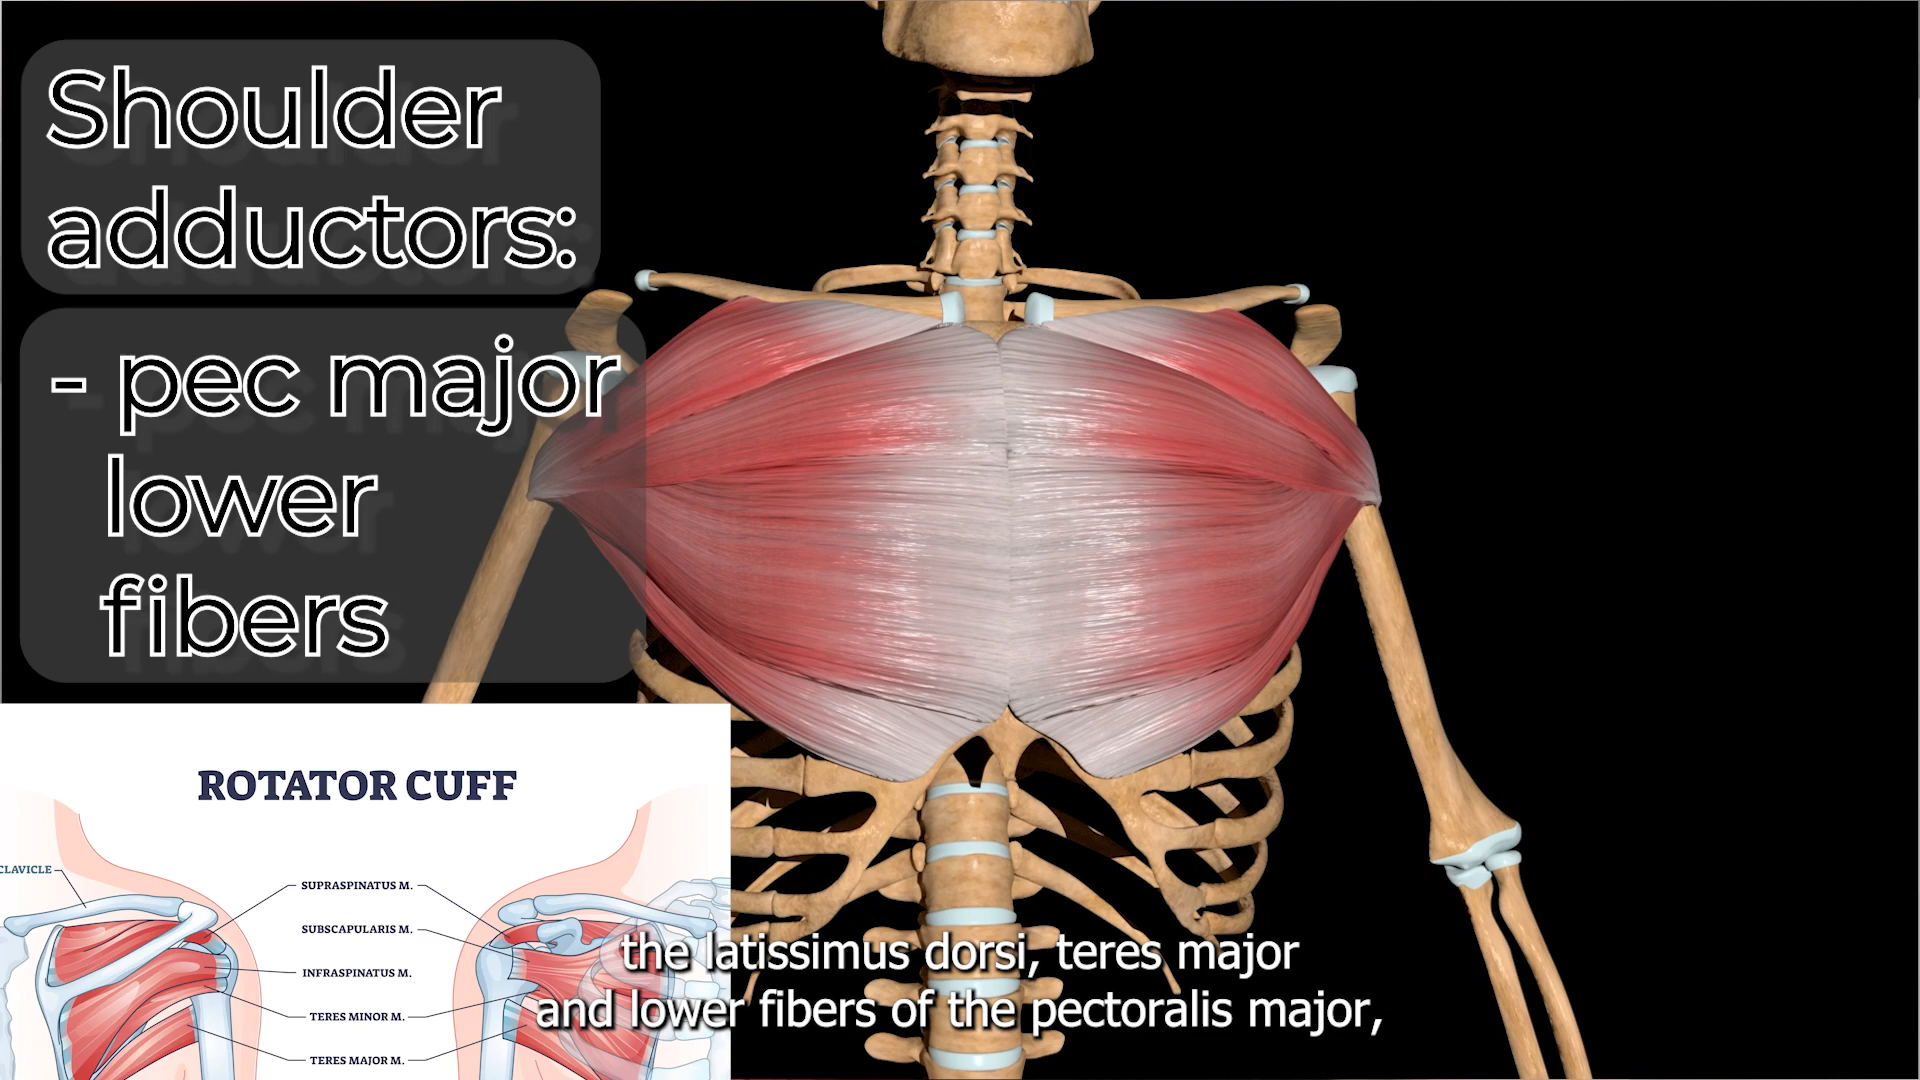 Shoulder
adductors:
- pec major
lower
fibers
ROTATOR CUFF
CLAVICLE
SUPRASPINATUS M.
SUBSCAPULARIS M.
INFRASPINATUS M.
TERES MINOR M.
TERES MAJOR M.
the latissimus dorsi, teres major
and lower fibers of the pectoralis major,